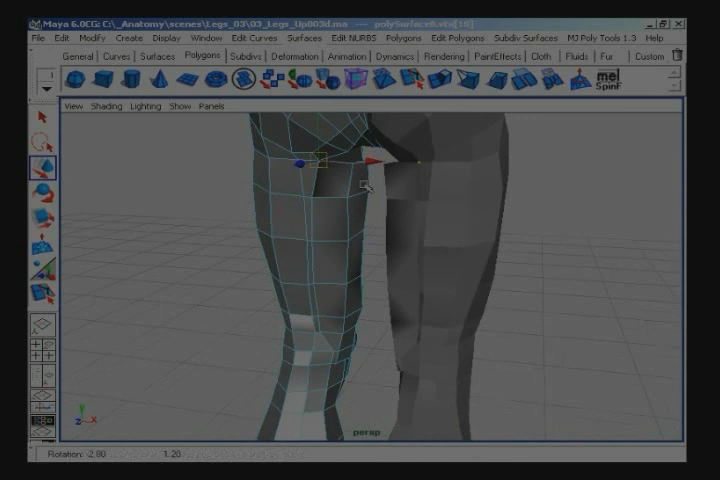 Maya 6.0CG: C:\_Anatomy\scenes\Legs_03\03_Legs_Up003d.ma --- polySurface6.vtx[18]
File Edit Modify Create Display Window Edit Curves Surfaces Edit NURBS Polygons Edit Polygons Subdiv Surfaces MJ Poly Tools 1.3 Help
General Curves Surfaces Polygons Subdivs Deformation Animation Dynamics Rendering PaintEffects Cloth Fluids Fur Custom
mel
SpinF
View Shading Lighting Show Panels
y
z x
persp
Rotation: -2.80 1.20